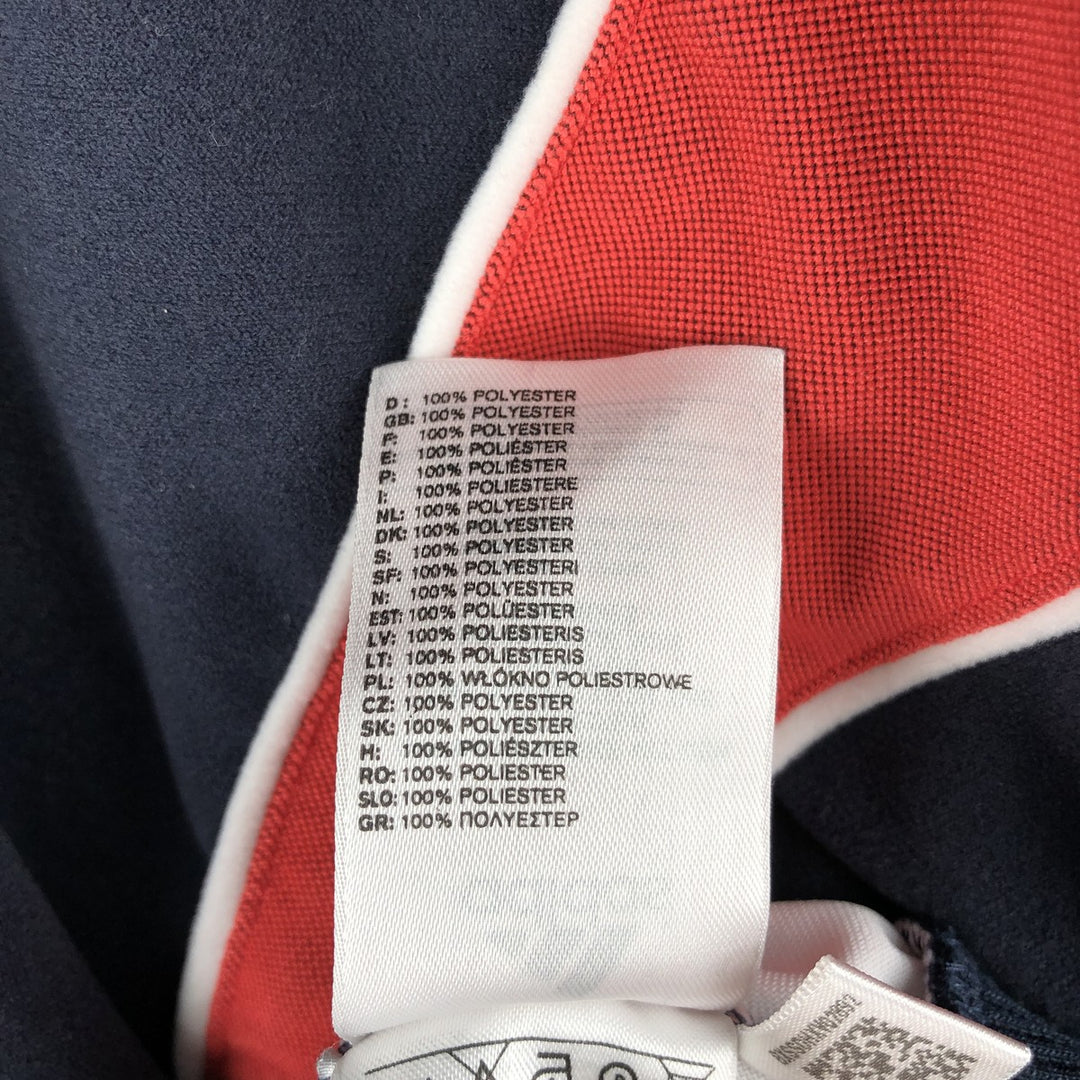 D: 100% POLYESTER
GB: 100% POLYESTER
F: 100% POLYESTER
E: 100% POLIÉSTER
P: 100% POLIÉSTER
I: 100% POLIESTERE
NL: 100% POLYESTER
DK: 100% POLYESTER
S: 100% POLYESTER
SF: 100% POLYESTERI
N: 100% POLYESTER
EST: 100% POLÜESTER
LV: 100% POLIESTERIS
LT: 100% POLIESTERIS
PL: 100% WŁÓKNO POLIESTROWE
CZ: 100% POLYESTER
SK: 100% POLYESTER
H: 100% POLIÉSZTER
RO: 100% POLIESTER
SLO: 100% POLIESTER
GR: 100% ΠΟΛΥΕΣΤΕΡ